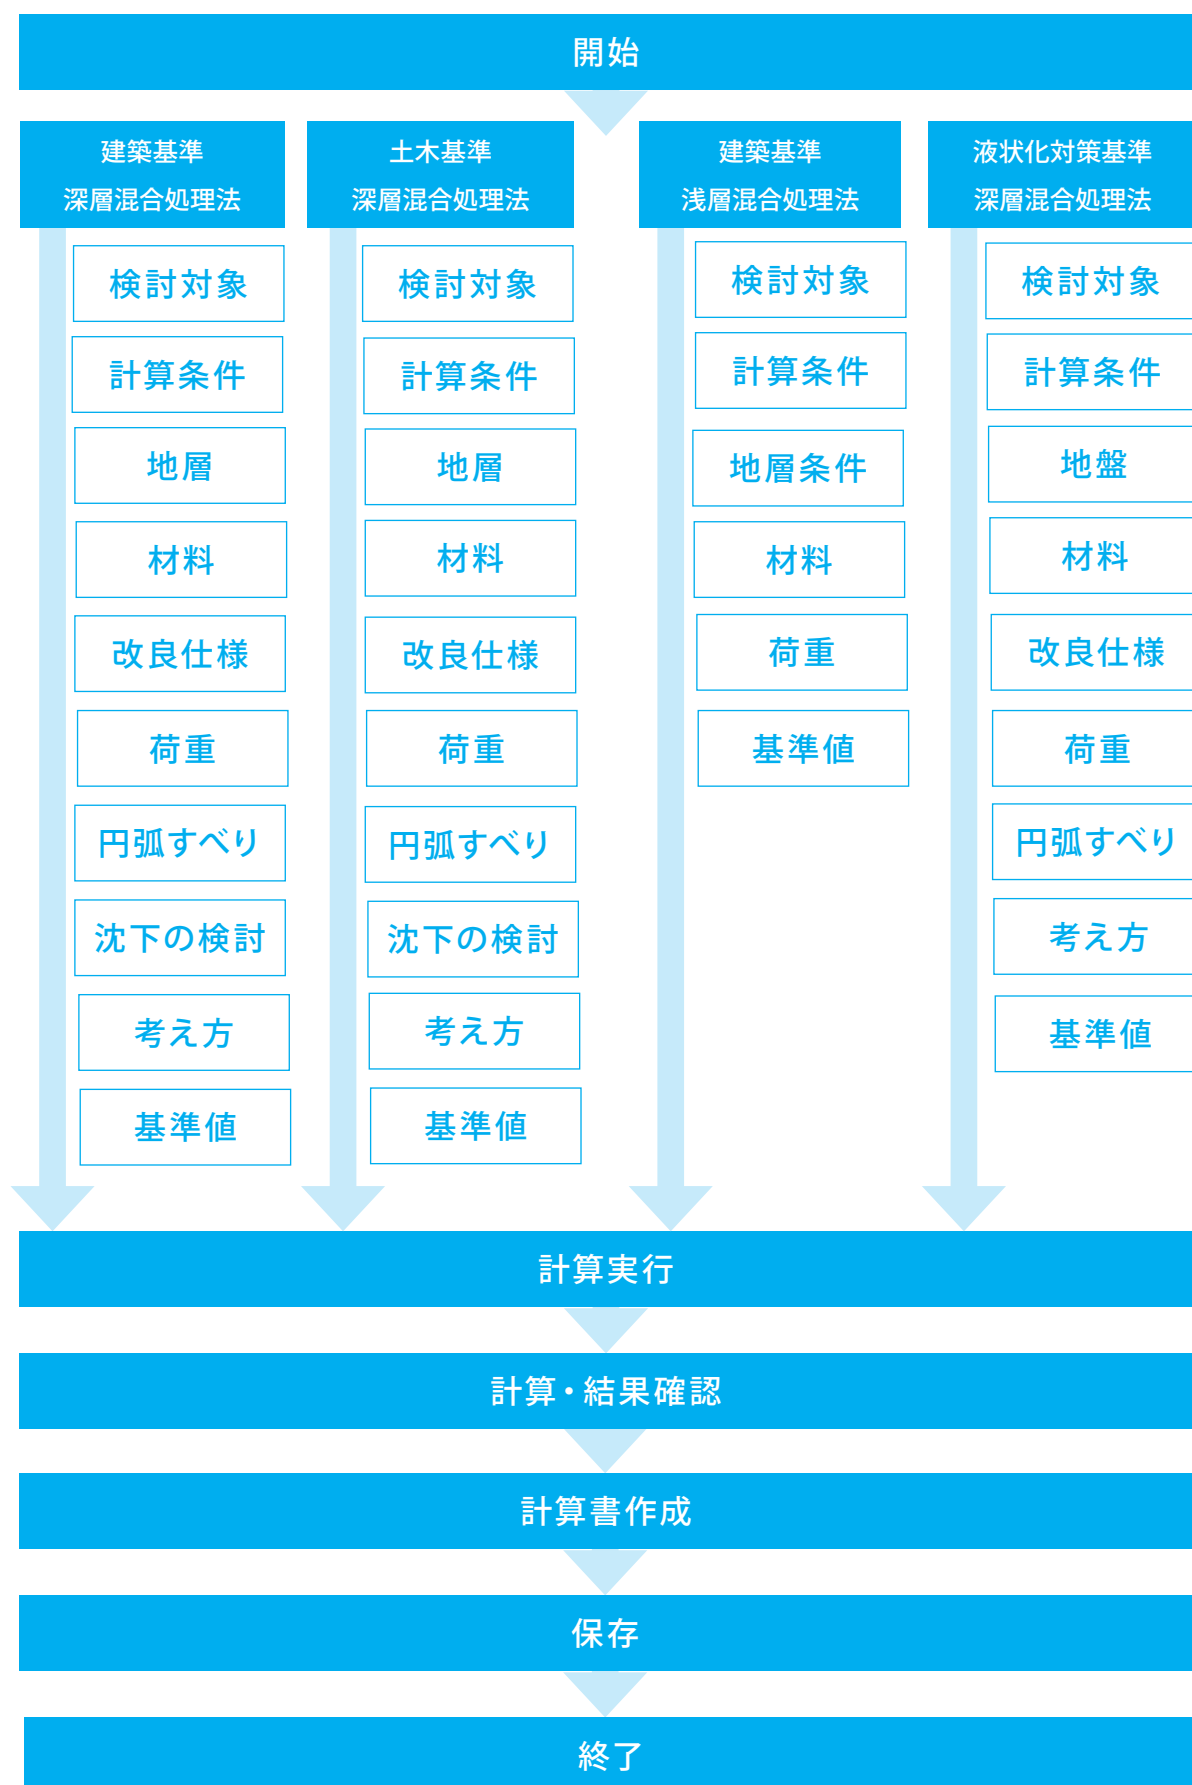 開始
建築基準
深層混合処理法
検討対象
計算条件
地層
材料
改良仕様
荷重
円弧すべり
沈下の検討
考え方
基準値
土木基準
深層混合処理法
検討対象
計算条件
地層
材料
改良仕様
荷重
円弧すべり
沈下の検討
考え方
基準値
建築基準
浅層混合処理法
検討対象
計算条件
地層条件
材料
荷重
基準値
液状化対策基準
深層混合処理法
検討対象
計算条件
地盤
材料
改良仕様
荷重
円弧すべり
考え方
基準値
計算実行
計算・結果確認
計算書作成
保存
終了